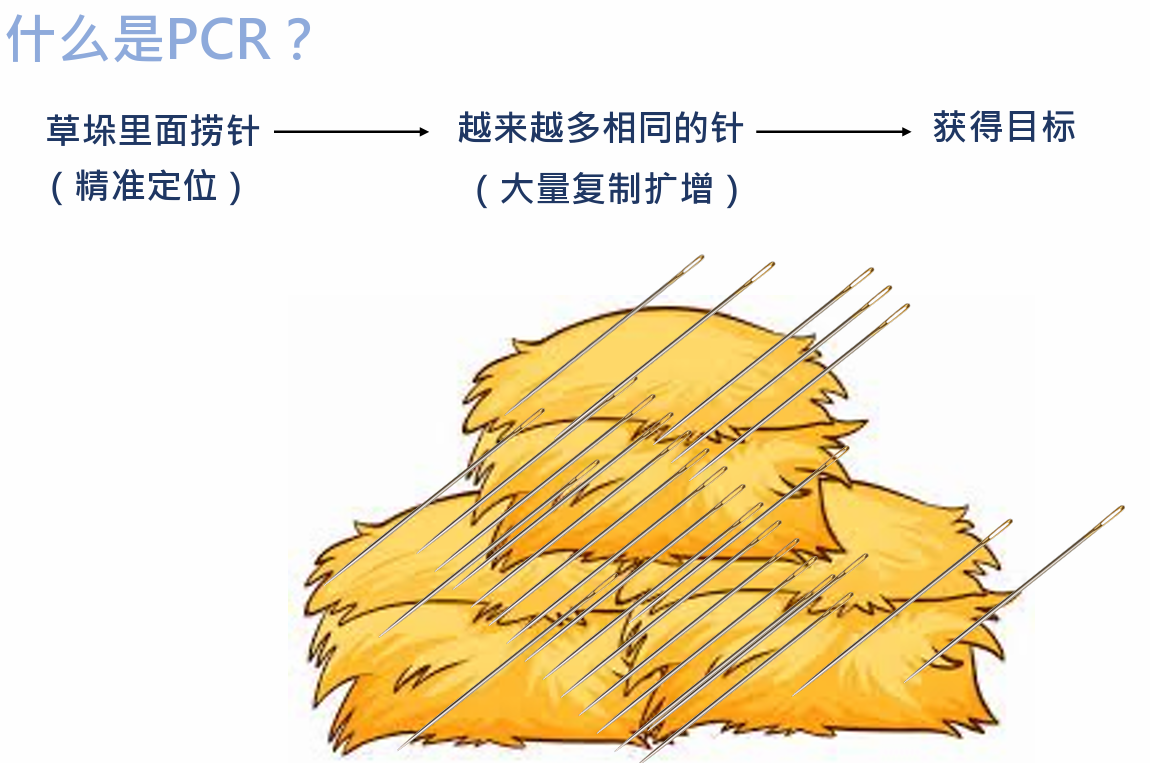 什么是PCR？
草垛里面捞针
越来越多相同的针
获得目标
（精准定位）
（大量复制扩增）